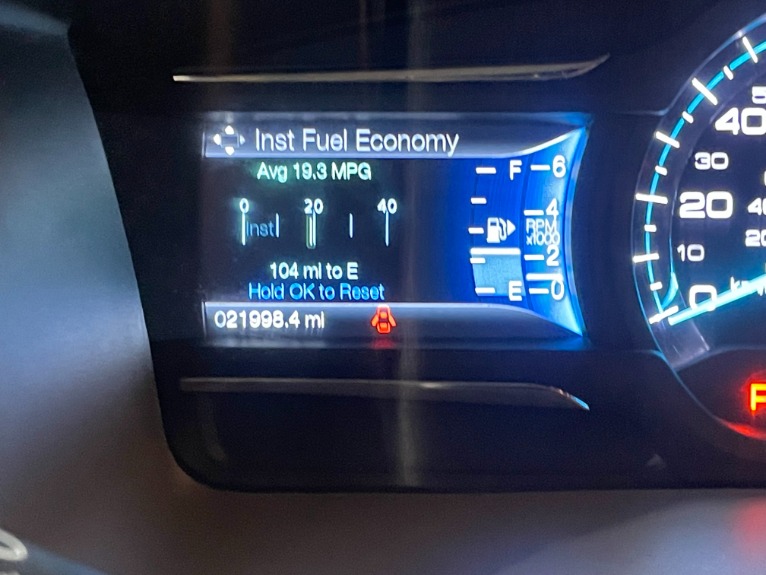 Inst Fuel Economy
Avg 19.3 MPG
0 20 40
Inst
104 mi to E
Hold OK to Reset
021998.4 mi
F 6
4
RPM
x1000
2
E 0
40
30
20
10
0